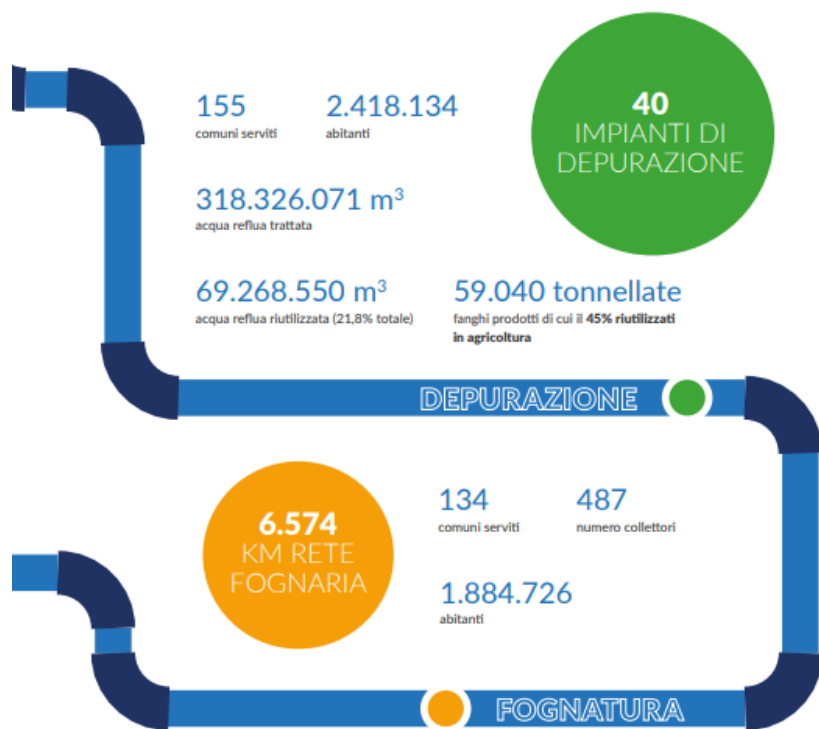 155
comuni serviti
2.418.134
abitanti
40
IMPIANTI DI
DEPURAZIONE
318.326.071 m³
acqua reflua trattata
69.268.550 m³
acqua reflua riutilizzata (21,8% totale)
59.040 tonnellate
fanghi prodotti di cui il 45% riutilizzati
in agricoltura
DEPURAZIONE
6.574
KM RETE
FOGNARIA
134
comuni serviti
487
numero collettori
1.884.726
abitanti
FOGNATURA